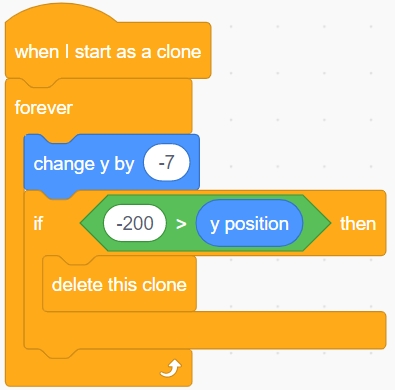 when I start as a clone
forever
change y by -7
if -200 > y position then
delete this clone